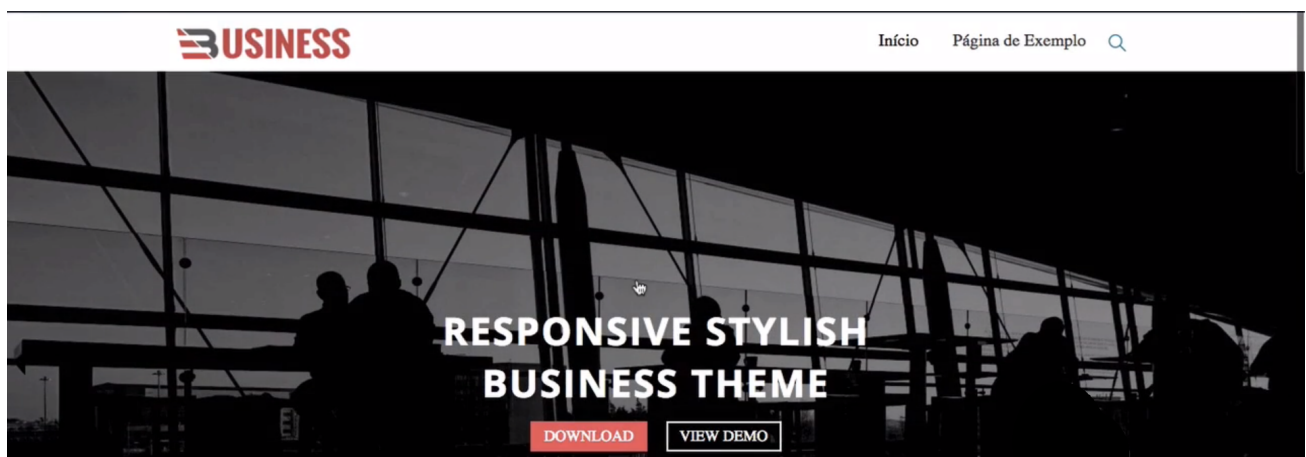 BUSINESS
Início Página de Exemplo
RESPONSIVE STYLISH
BUSINESS THEME
DOWNLOAD VIEW DEMO